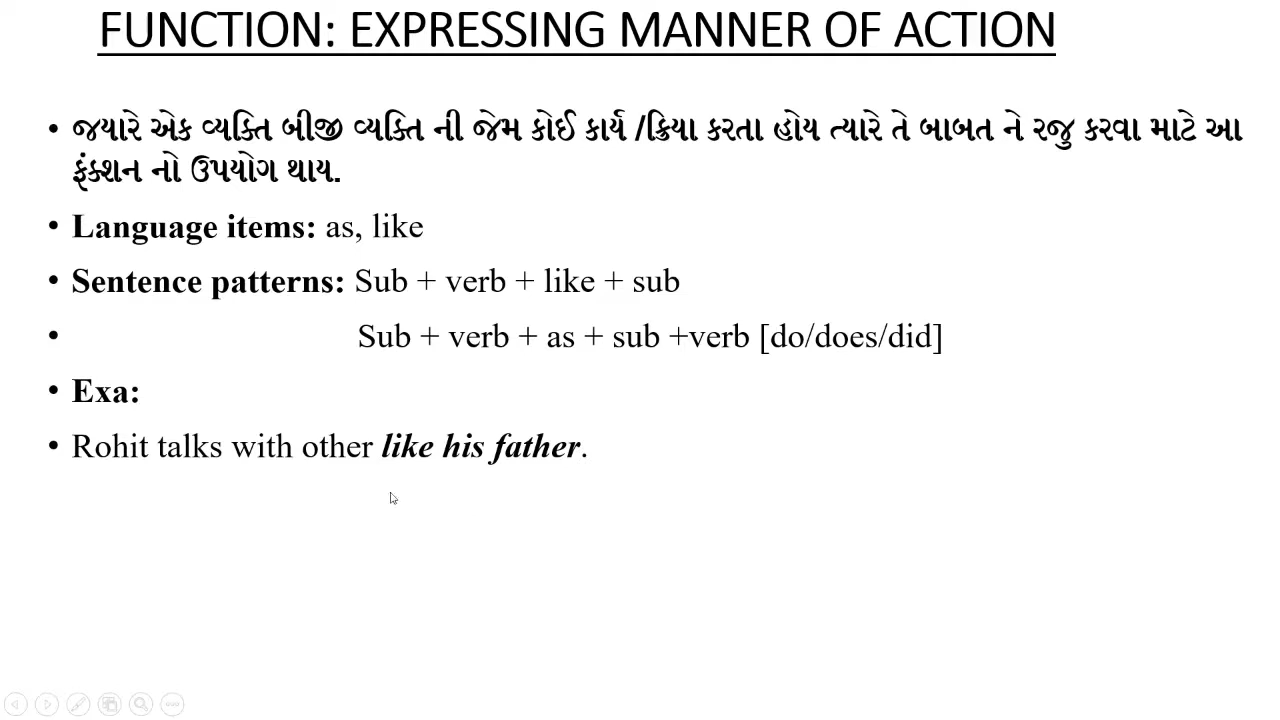 FUNCTION: EXPRESSING MANNER OF ACTION
• જયારે એક વ્યક્તિ બીજી વ્યક્તિ ની જેમ કોઈ કાર્ય /ક્રિયા કરતા હોય ત્યારે તે બાબત ને રજુ કરવા માટે આ
ફંક્શન નો ઉપયોગ થાય.
• Language items: as, like
• Sentence patterns: Sub + verb + like + sub
• Sub + verb + as + sub +verb [do/does/did]
• Exa:
• Rohit talks with other like his father.